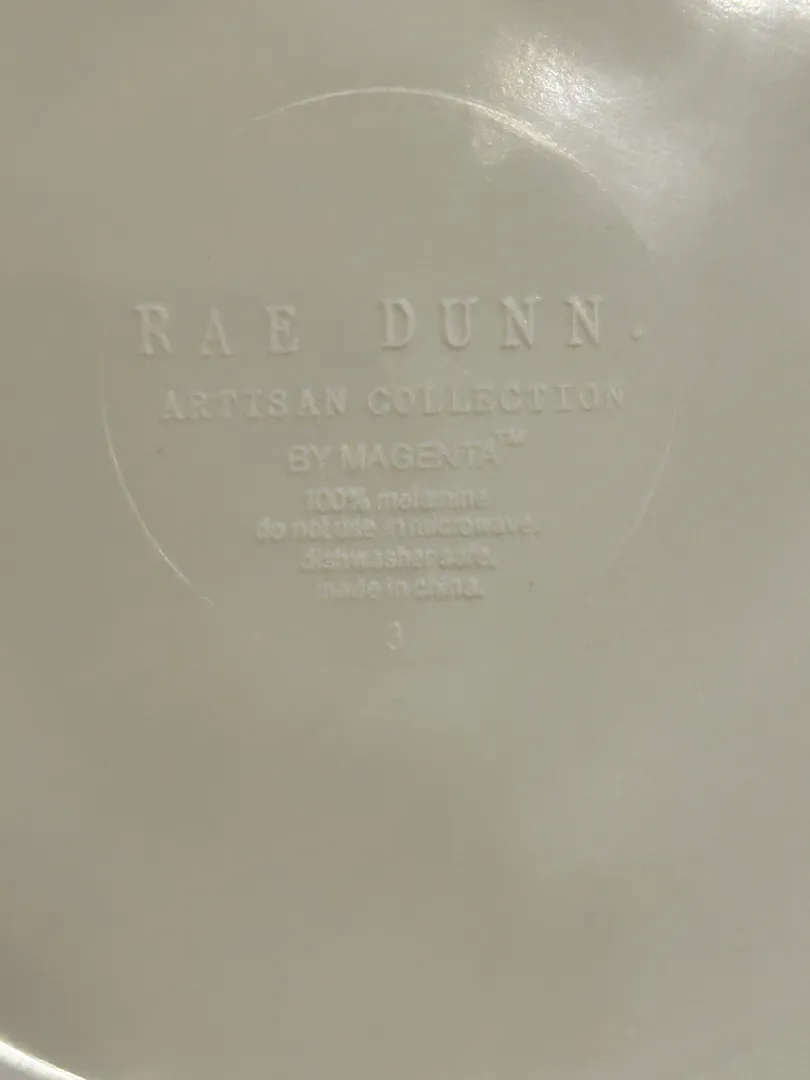 RAE DUNN.
ARTISAN COLLECTION
BY MAGENTA™
100% melamine
do not use in microwave.
dishwasher safe.
made in china.
3